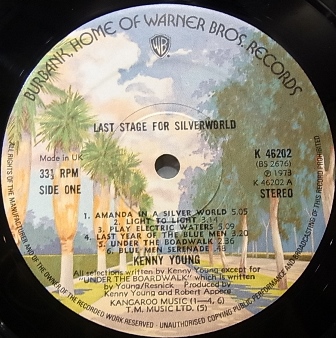 BURBANK, HOME OF WARNER BROS. RECORDS
WB
LAST STAGE FOR SILVERWORLD
Made in UK
33⅓ RPM
SIDE ONE
K 46202
(BS 2676)
℗ 1973
K 46202 A
STEREO
1. AMANDA IN A SILVER WORLD 5.05
2. LIGHT TO LIGHT 3.14
3. PLAY ELECTRIC WATERS 5.09
4. LAST YEAR OF THE BLUE MEN 3.20
5. UNDER THE BOADWALK 2.36
6. BLUE MEN SERENADE .48
KENNY YOUNG
All selections written by Kenny Young except for
"UNDER THE BOARDWALK" which is written
by Young/Resnick Produced by
Kenny Young and Robert Appere
KANGAROO MUSIC (1—4, 6)
T.M. MUSIC LTD. (5)
ALL RIGHTS OF THE MANUFACTURER AND OF THE OWNER OF THE RECORDED WORK RESERVED · UNAUTHORISED COPYING PUBLIC PERFORMANCE AND BROADCASTING OF THIS RECORD PROHIBITED